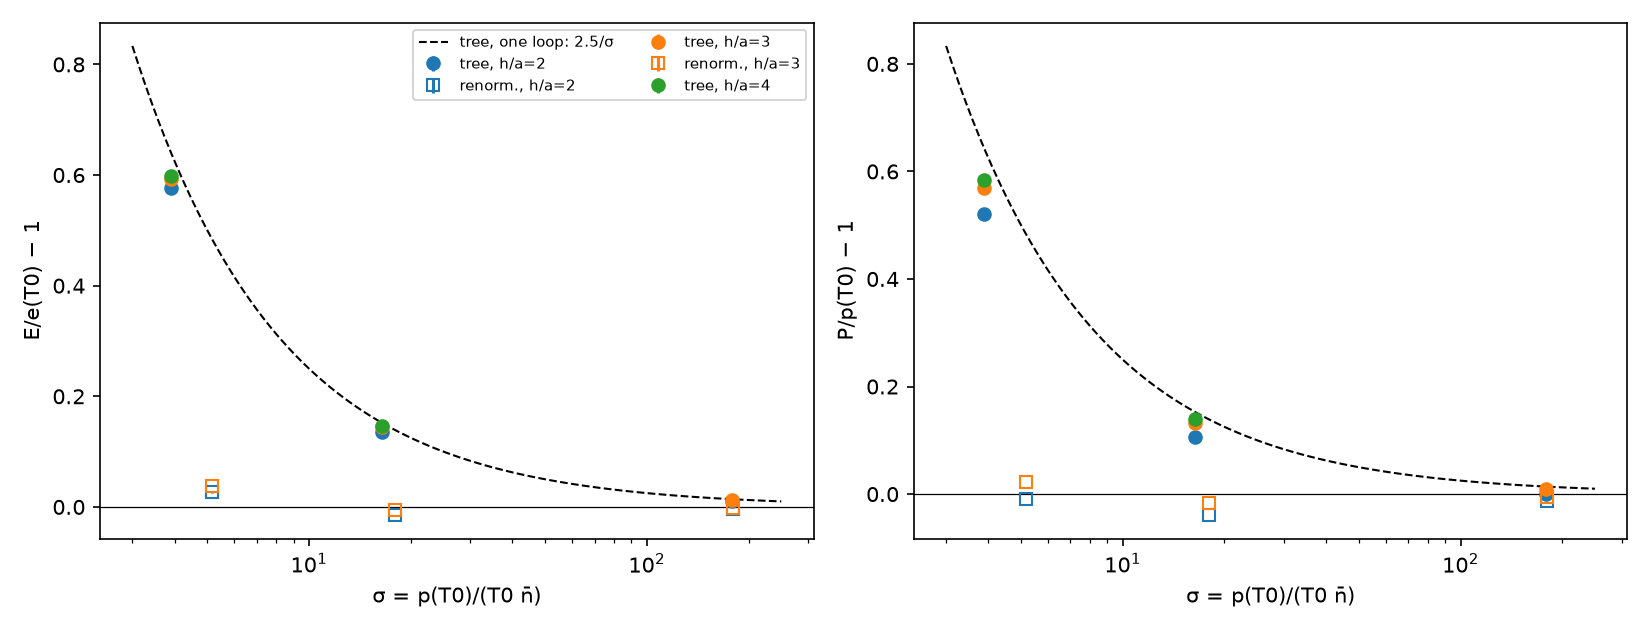 E/e(T0) − 1
0.8
0.6
0.4
0.2
0.0
tree, one loop: 2.5/σ
tree, h/a=2
renorm., h/a=2
tree, h/a=3
renorm., h/a=3
tree, h/a=4
10¹
10²
σ = p(T0)/(T0 n̄)
P/p(T0) − 1
0.8
0.6
0.4
0.2
0.0
10¹
10²
σ = p(T0)/(T0 n̄)